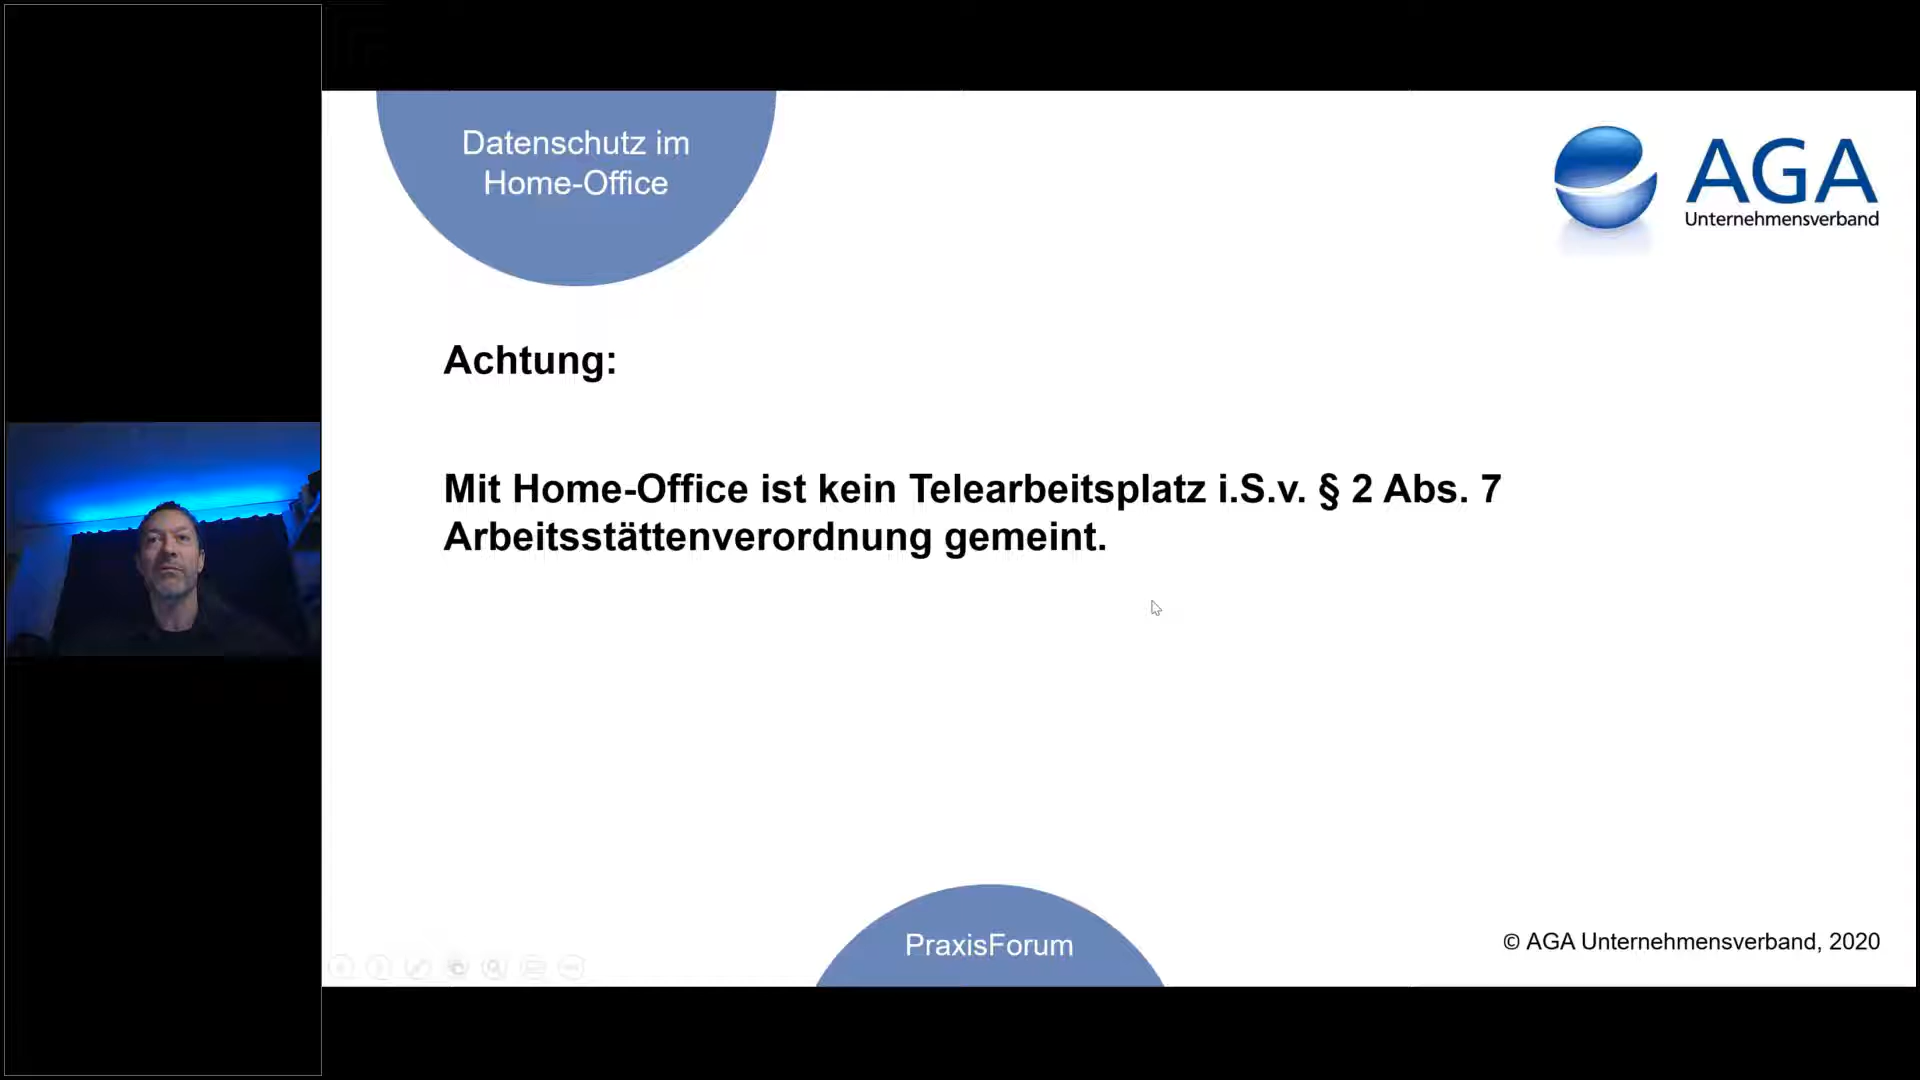 Datenschutz im
Home-Office
AGA
Unternehmensverband
Achtung:
Mit Home-Office ist kein Telearbeitsplatz i.S.v. § 2 Abs. 7
Arbeitsstättenverordnung gemeint.
PraxisForum
© AGA Unternehmensverband, 2020